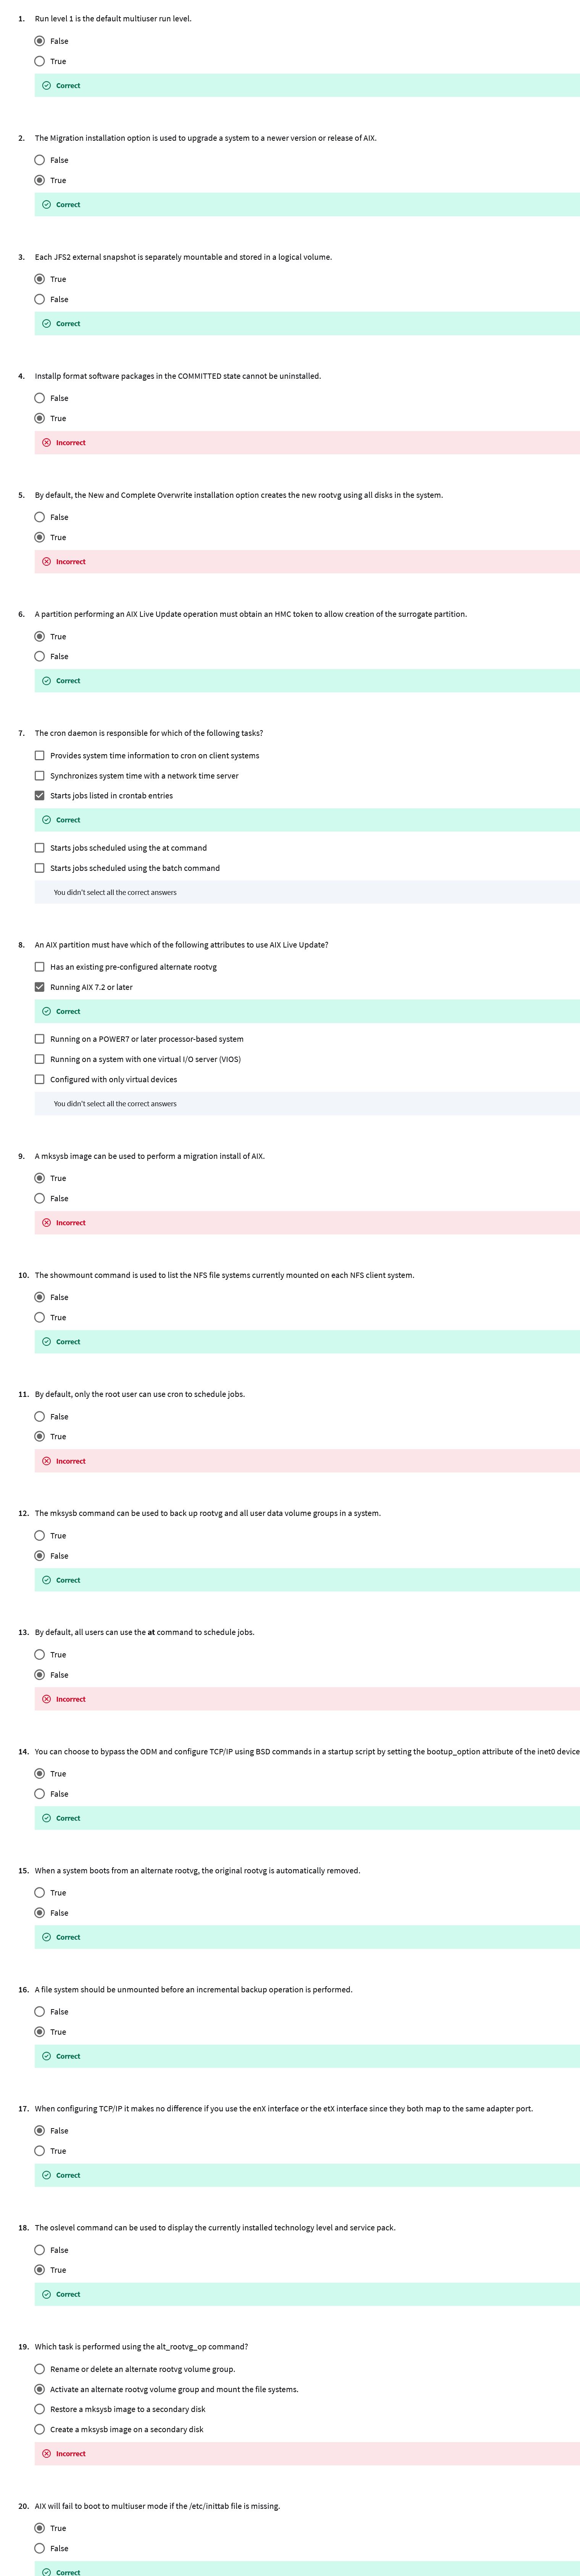 1. Run level 1 is the default multiuser run level.
False
True
Correct
2. The Migration installation option is used to upgrade a system to a newer version or release of AIX.
False
True
Correct
3. Each JFS2 external snapshot is separately mountable and stored in a logical volume.
True
False
Correct
4. Installp format software packages in the COMMITTED state cannot be uninstalled.
False
True
Incorrect
5. By default, the New and Complete Overwrite installation option creates the new rootvg using all disks in the system.
False
True
Incorrect
6. A partition performing an AIX Live Update operation must obtain an HMC token to allow creation of the surrogate partition.
True
False
Correct
7. The cron daemon is responsible for which of the following tasks?
Provides system time information to cron on client systems
Synchronizes system time with a network time server
Starts jobs listed in crontab entries
Correct
Starts jobs scheduled using the at command
Starts jobs scheduled using the batch command
You didn't select all the correct answers
8. An AIX partition must have which of the following attributes to use AIX Live Update?
Has an existing pre-configured alternate rootvg
Running AIX 7.2 or later
Correct
Running on a POWER7 or later processor-based system
Running on a system with one virtual I/O server (VIOS)
Configured with only virtual devices
You didn't select all the correct answers
9. A mksysb image can be used to perform a migration install of AIX.
True
False
Incorrect
10. The showmount command is used to list the NFS file systems currently mounted on each NFS client system.
False
True
Correct
11. By default, only the root user can use cron to schedule jobs.
False
True
Incorrect
12. The mksysb command can be used to back up rootvg and all user data volume groups in a system.
True
False
Correct
13. By default, all users can use the at command to schedule jobs.
True
False
Incorrect
14. You can choose to bypass the ODM and configure TCP/IP using BSD commands in a startup script by setting the bootup_option attribute of the inet0 device
True
False
Correct
15. When a system boots from an alternate rootvg, the original rootvg is automatically removed.
True
False
Correct
16. A file system should be unmounted before an incremental backup operation is performed.
False
True
Correct
17. When configuring TCP/IP it makes no difference if you use the enX interface or the etX interface since they both map to the same adapter port.
False
True
Correct
18. The oslevel command can be used to display the currently installed technology level and service pack.
False
True
Correct
19. Which task is performed using the alt_rootvg_op command?
Rename or delete an alternate rootvg volume group.
Activate an alternate rootvg volume group and mount the file systems.
Restore a mksysb image to a secondary disk
Create a mksysb image on a secondary disk
Incorrect
20. AIX will fail to boot to multiuser mode if the /etc/inittab file is missing.
True
False
Correct